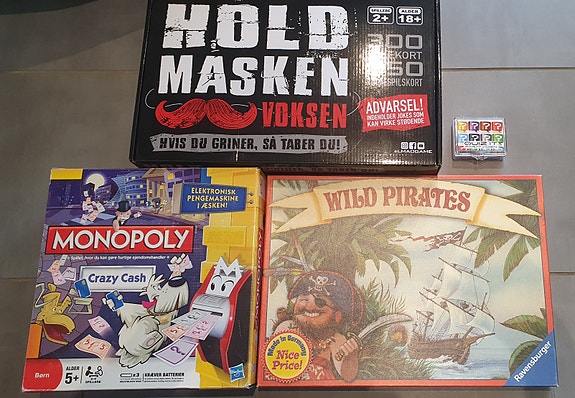 HOLD
MASKEN
VOKSEN
HVIS DU GRINER, SÅ TABER DU!
SPILLERE
2+
ALDER
18+
300
ADVARSEL!
INDEHOLDER JOKES SOM
KAN VIRKE STØDENDE
ELEKTRONISK
PENGEMASKINE
I ÆSKEN!
MONOPOLY
Crazy Cash
Børn
ALDER
5+
x3
KRÆVER BATTERIER
Hasbro
WILD PIRATES
Made in Germany
Nice
Price!
Ravensburger